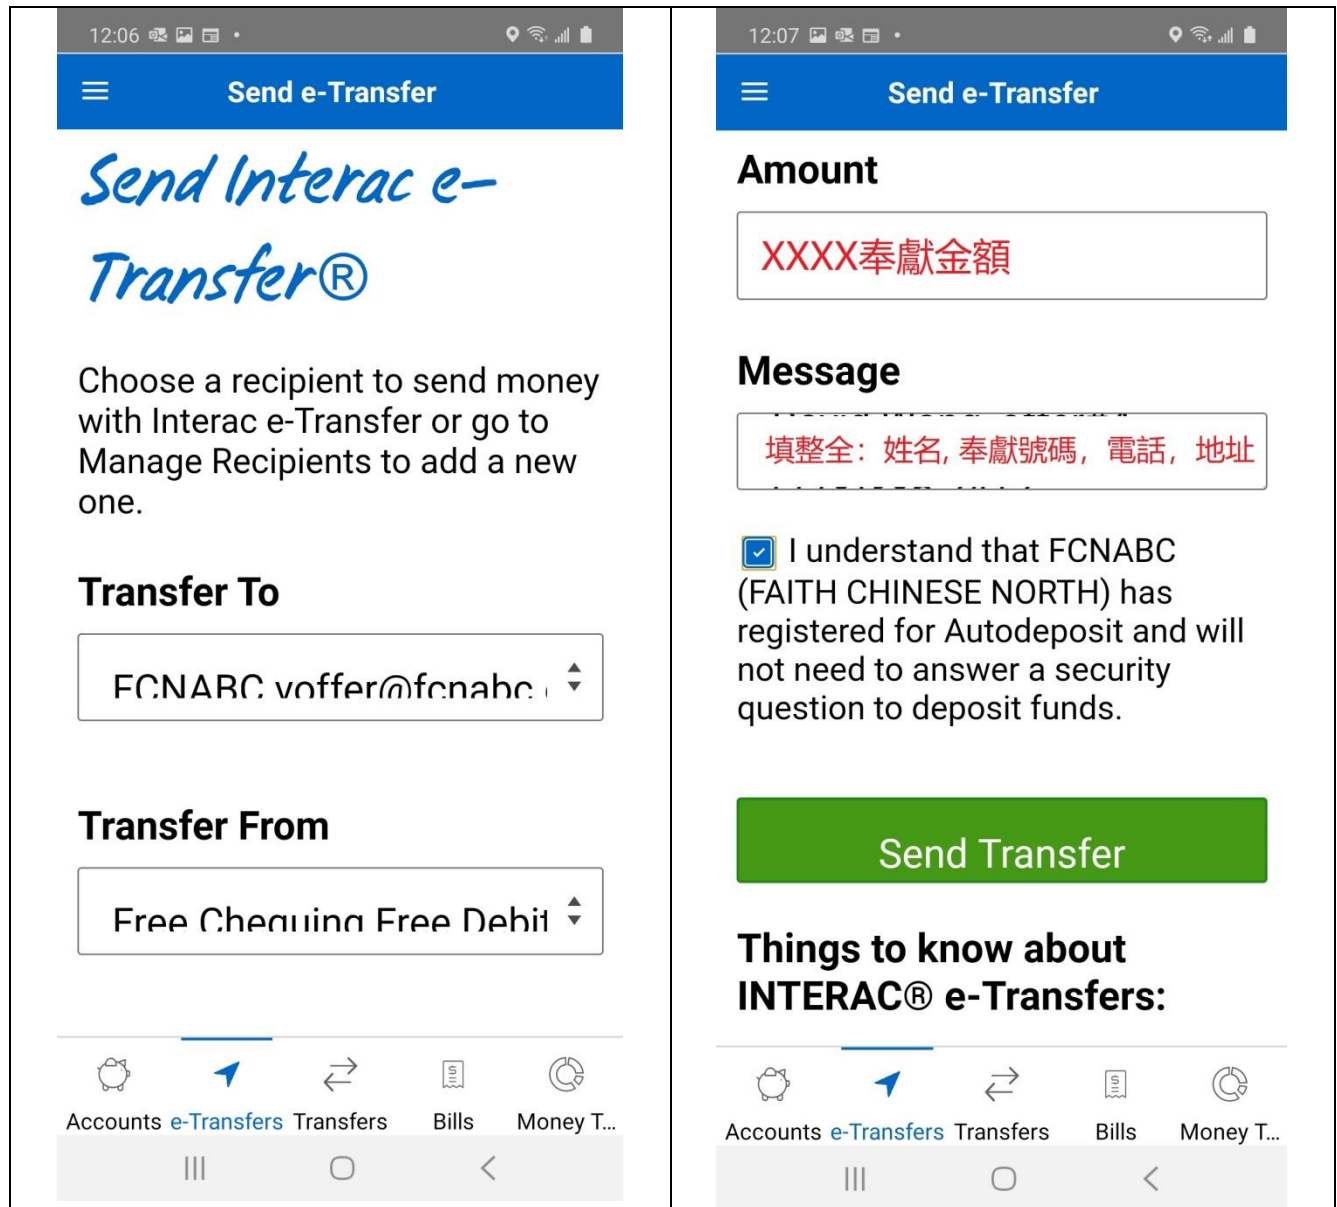 12:06
Send e-Transfer
Send Interac e-
Transfer®
Choose a recipient to send money
with Interac e-Transfer or go to
Manage Recipients to add a new
one.
Transfer To
FCNABC voffer@fcnabc.
Transfer From
Free Chequing Free Debit
Accounts e-Transfers Transfers Bills Money T...
12:07
Send e-Transfer
Amount
XXXX奉獻金額
Message
填整全：姓名, 奉獻號碼，電話，地址
I understand that FCNABC
(FAITH CHINESE NORTH) has
registered for Autodeposit and will
not need to answer a security
question to deposit funds.
Send Transfer
Things to know about
INTERAC® e-Transfers:
Accounts e-Transfers Transfers Bills Money T...